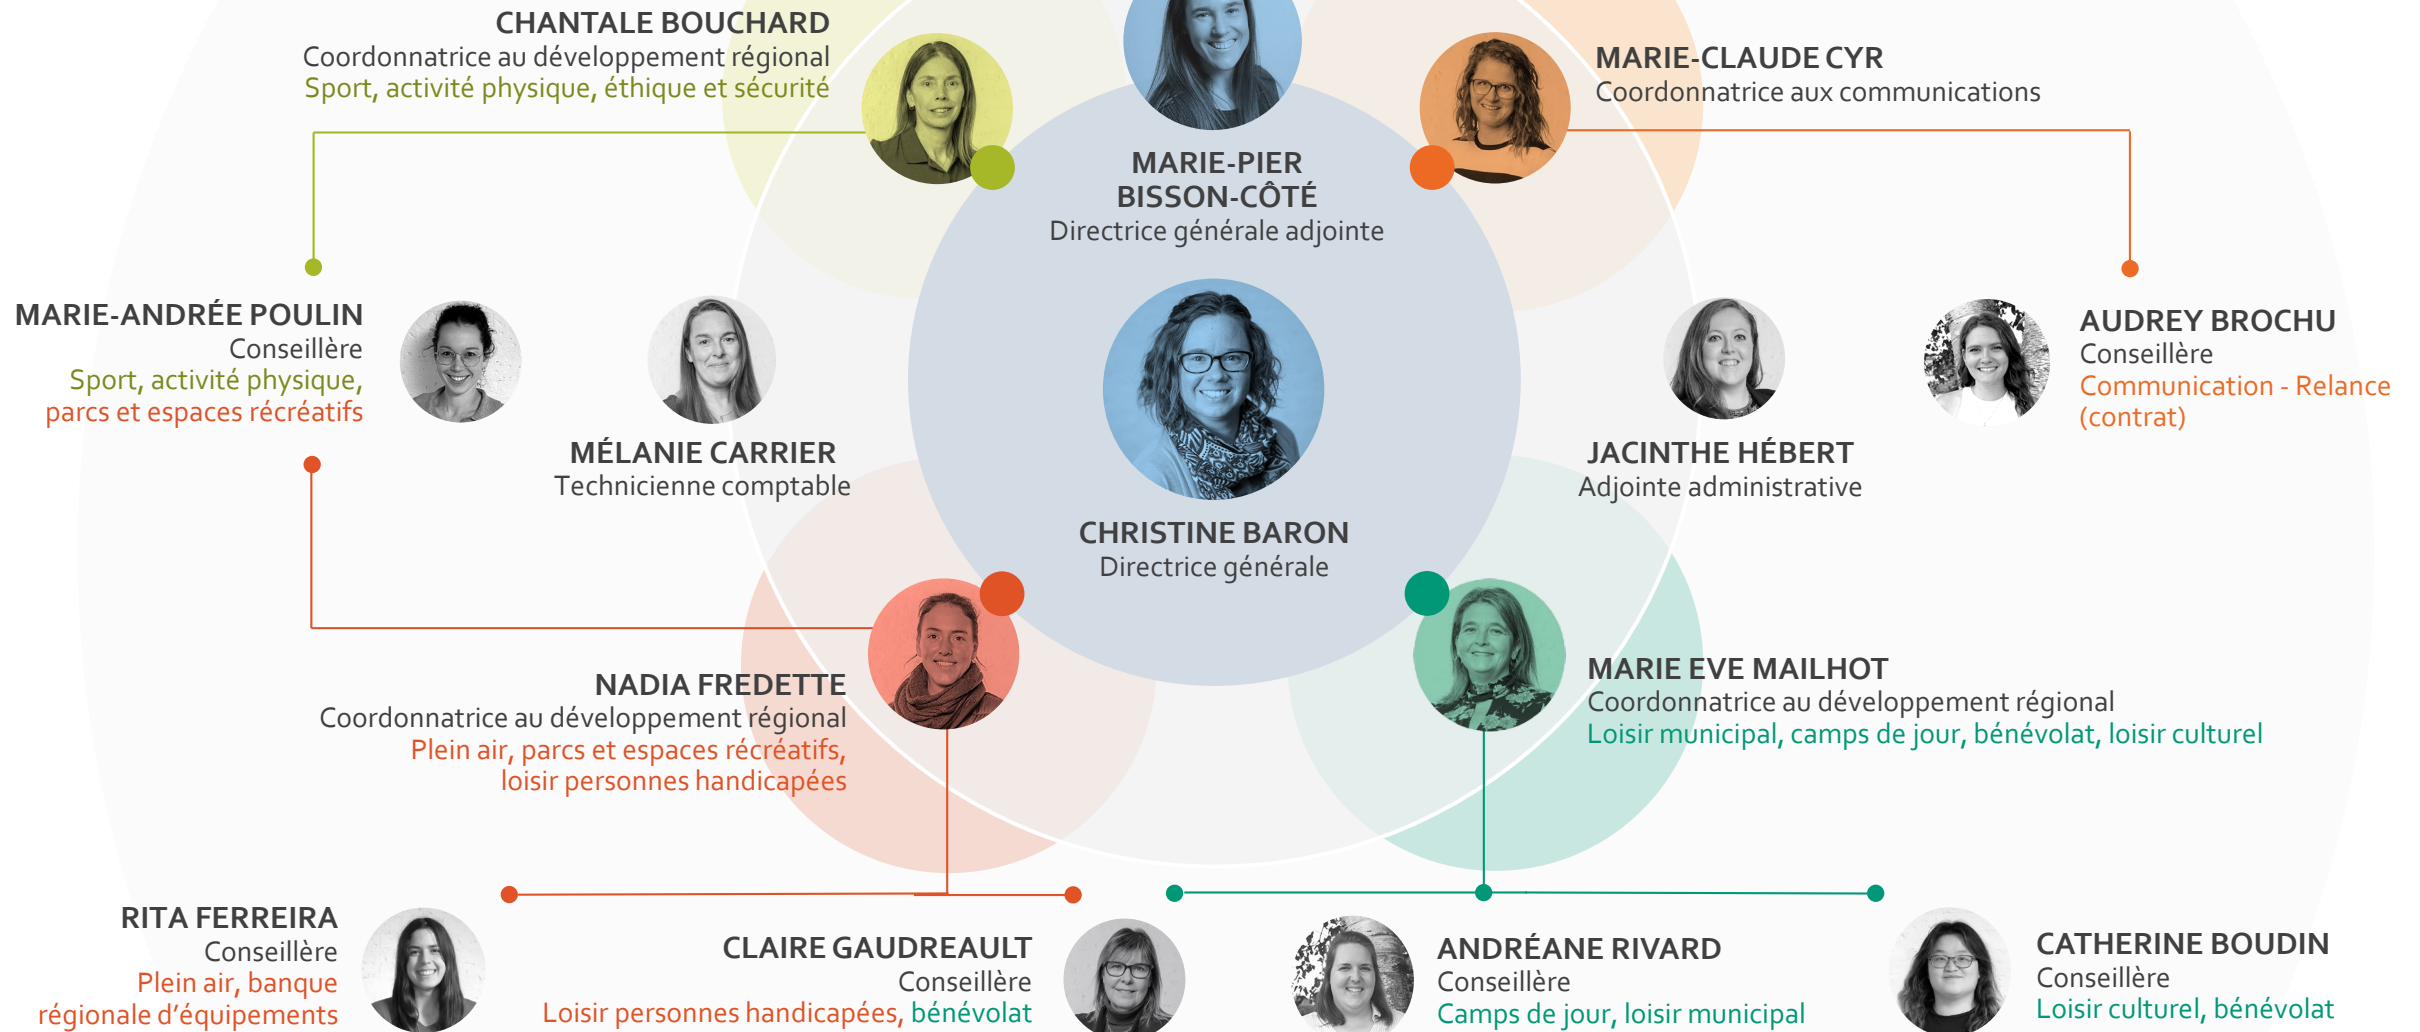 CHANTALE BOUCHARD
Coordonnatrice au développement régional
Sport, activité physique, éthique et sécurité
MARIE-CLAUDE CYR
Coordonnatrice aux communications
MARIE-PIER
BISSON-CÔTÉ
Directrice générale adjointe
MARIE-ANDRÉE POULIN
Conseillère
Sport, activité physique,
parcs et espaces récréatifs
MÉLANIE CARRIER
Technicienne comptable
CHRISTINE BARON
Directrice générale
JACINTHE HÉBERT
Adjointe administrative
AUDREY BROCHU
Conseillère
Communication - Relance
(contrat)
NADIA FREDETTE
Coordonnatrice au développement régional
Plein air, parcs et espaces récréatifs,
loisir personnes handicapées
MARIE EVE MAILHOT
Coordonnatrice au développement régional
Loisir municipal, camps de jour, bénévolat, loisir culturel
RITA FERREIRA
Conseillère
Plein air, banque
régionale d'équipements
CLAIRE GAUDREAULT
Conseillère
Loisir personnes handicapées, bénévolat
ANDRÉANE RIVARD
Conseillère
Camps de jour, loisir municipal
CATHERINE BOUDIN
Conseillère
Loisir culturel, bénévolat